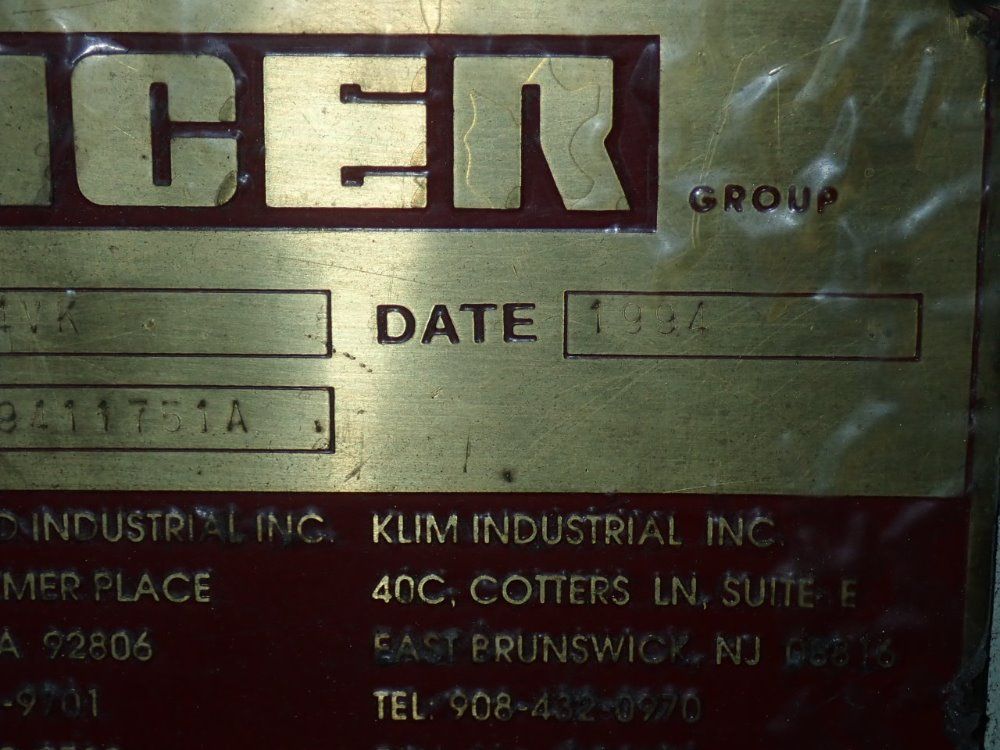 ICER GROUP
4VK DATE 1994
9411751A
D INDUSTRIAL INC. KLIM INDUSTRIAL INC.
MER PLACE 40C, COTTERS LN, SUITE E
A 92806 EAST BRUNSWICK, NJ 08816
-9701 TEL: 908-432-0970